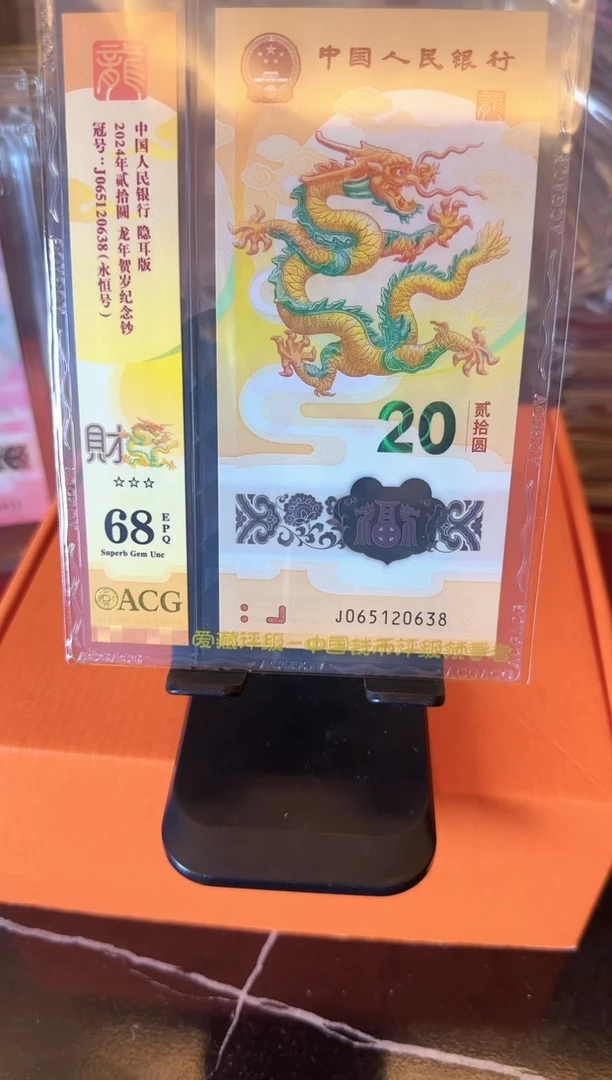 龍
中国人民银行 隐耳版
2024年贰拾圆 龙年贺岁纪念钞
冠号：J065120638（永恒号）
財
☆☆☆
68 EPQ
Superb Gem Unc
ACG
中国人民银行
龍
20
贰拾圆
福
J065120638
爱藏评级－中国钱币评级领导者